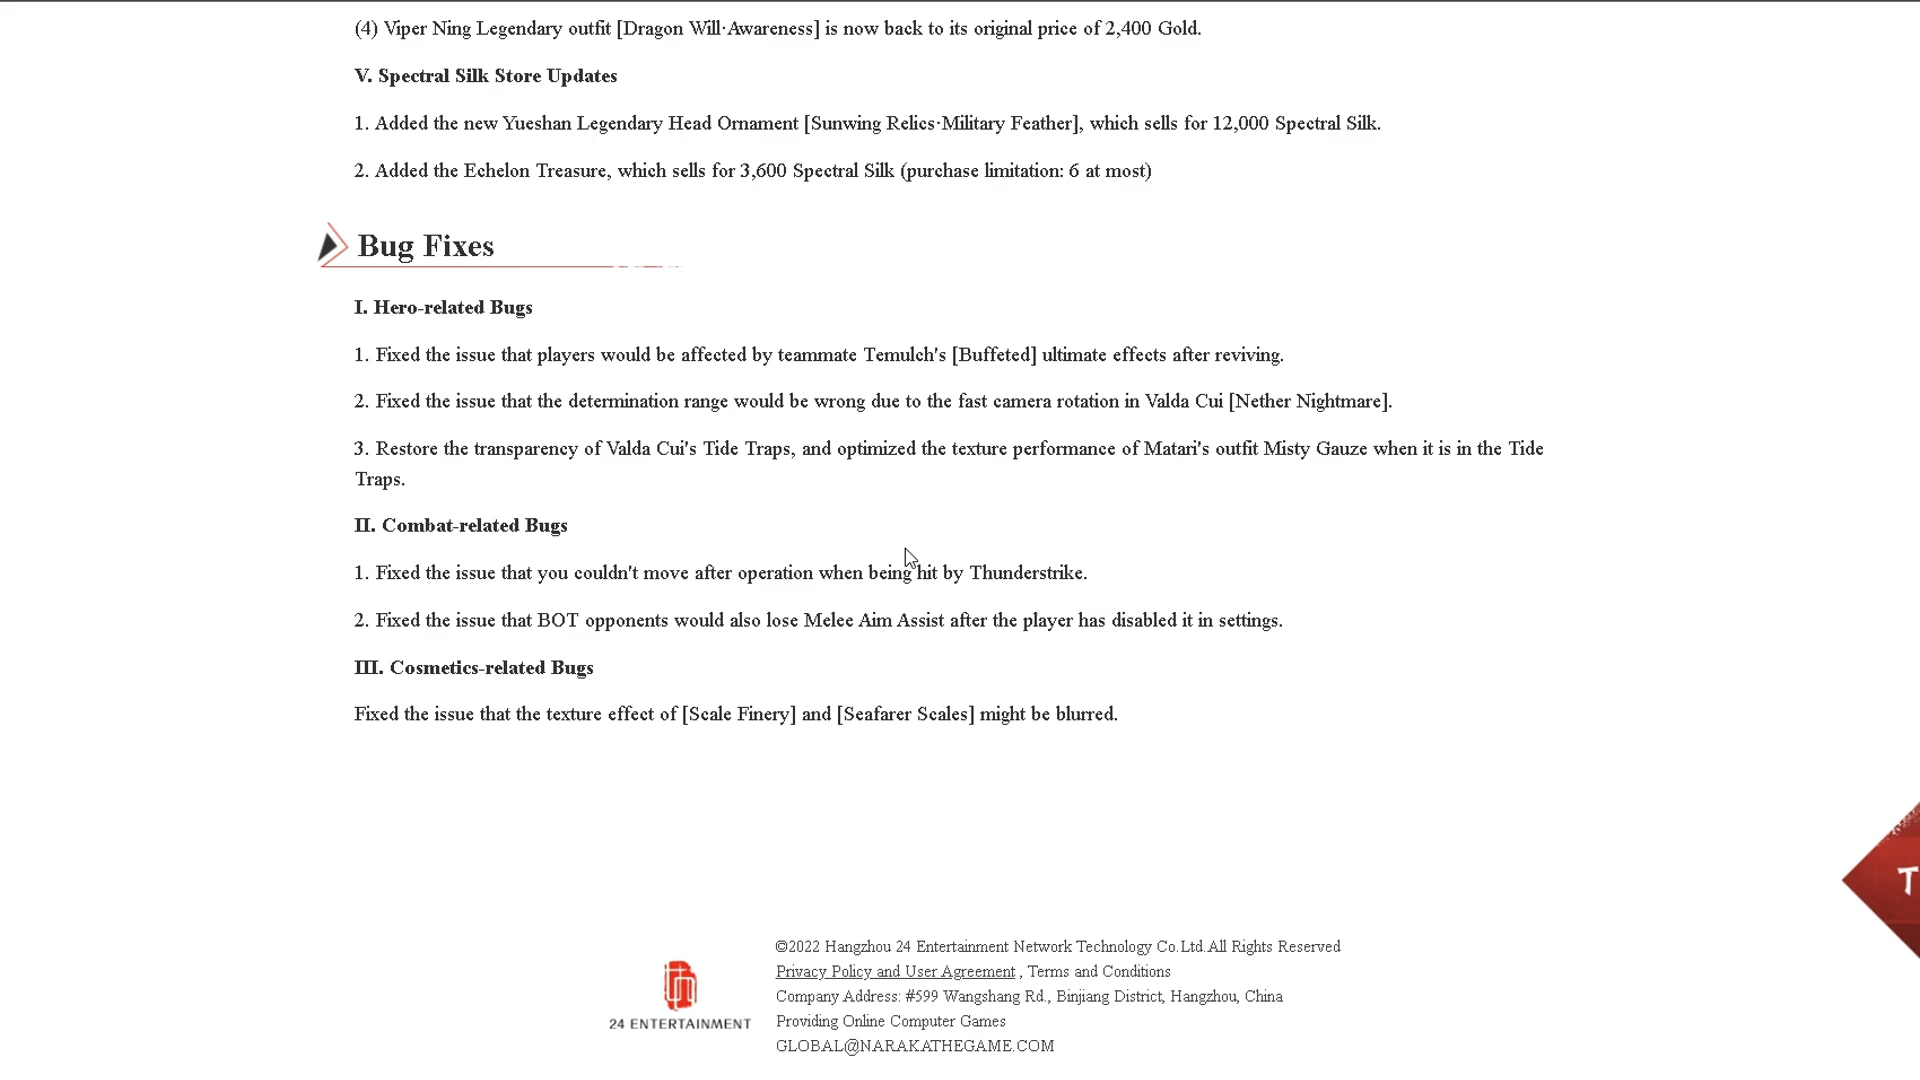 (4) Viper Ning Legendary outfit [Dragon Will·Awareness] is now back to its original price of 2,400 Gold.
V. Spectral Silk Store Updates
1. Added the new Yueshan Legendary Head Ornament [Sunwing Relics·Military Feather], which sells for 12,000 Spectral Silk.
2. Added the Echelon Treasure, which sells for 3,600 Spectral Silk (purchase limitation: 6 at most)
Bug Fixes
I. Hero-related Bugs
1. Fixed the issue that players would be affected by teammate Temulch's [Buffeted] ultimate effects after reviving.
2. Fixed the issue that the determination range would be wrong due to the fast camera rotation in Valda Cui [Nether Nightmare].
3. Restore the transparency of Valda Cui's Tide Traps, and optimized the texture performance of Matari's outfit Misty Gauze when it is in the Tide
Traps.
II. Combat-related Bugs
1. Fixed the issue that you couldn't move after operation when being hit by Thunderstrike.
2. Fixed the issue that BOT opponents would also lose Melee Aim Assist after the player has disabled it in settings.
III. Cosmetics-related Bugs
Fixed the issue that the texture effect of [Scale Finery] and [Seafarer Scales] might be blurred.
T
24 ENTERTAINMENT
©2022 Hangzhou 24 Entertainment Network Technology Co.Ltd.All Rights Reserved
Privacy Policy and User Agreement , Terms and Conditions
Company Address: #599 Wangshang Rd., Binjiang District, Hangzhou, China
Providing Online Computer Games
GLOBAL@NARAKATHEGAME.COM